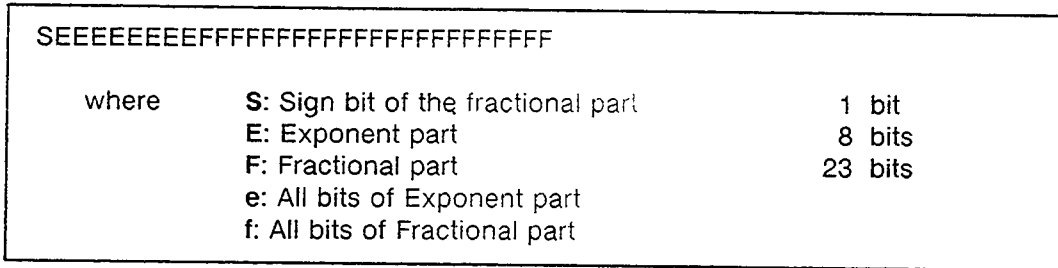 SEEEEEEEEFFFFFFFFFFFFFFFFFFFFFFF
where S: Sign bit of the fractional part 1 bit
E: Exponent part 8 bits
F: Fractional part 23 bits
e: All bits of Exponent part
f: All bits of Fractional part